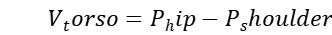 V_torso = P_hip − P_shoulder